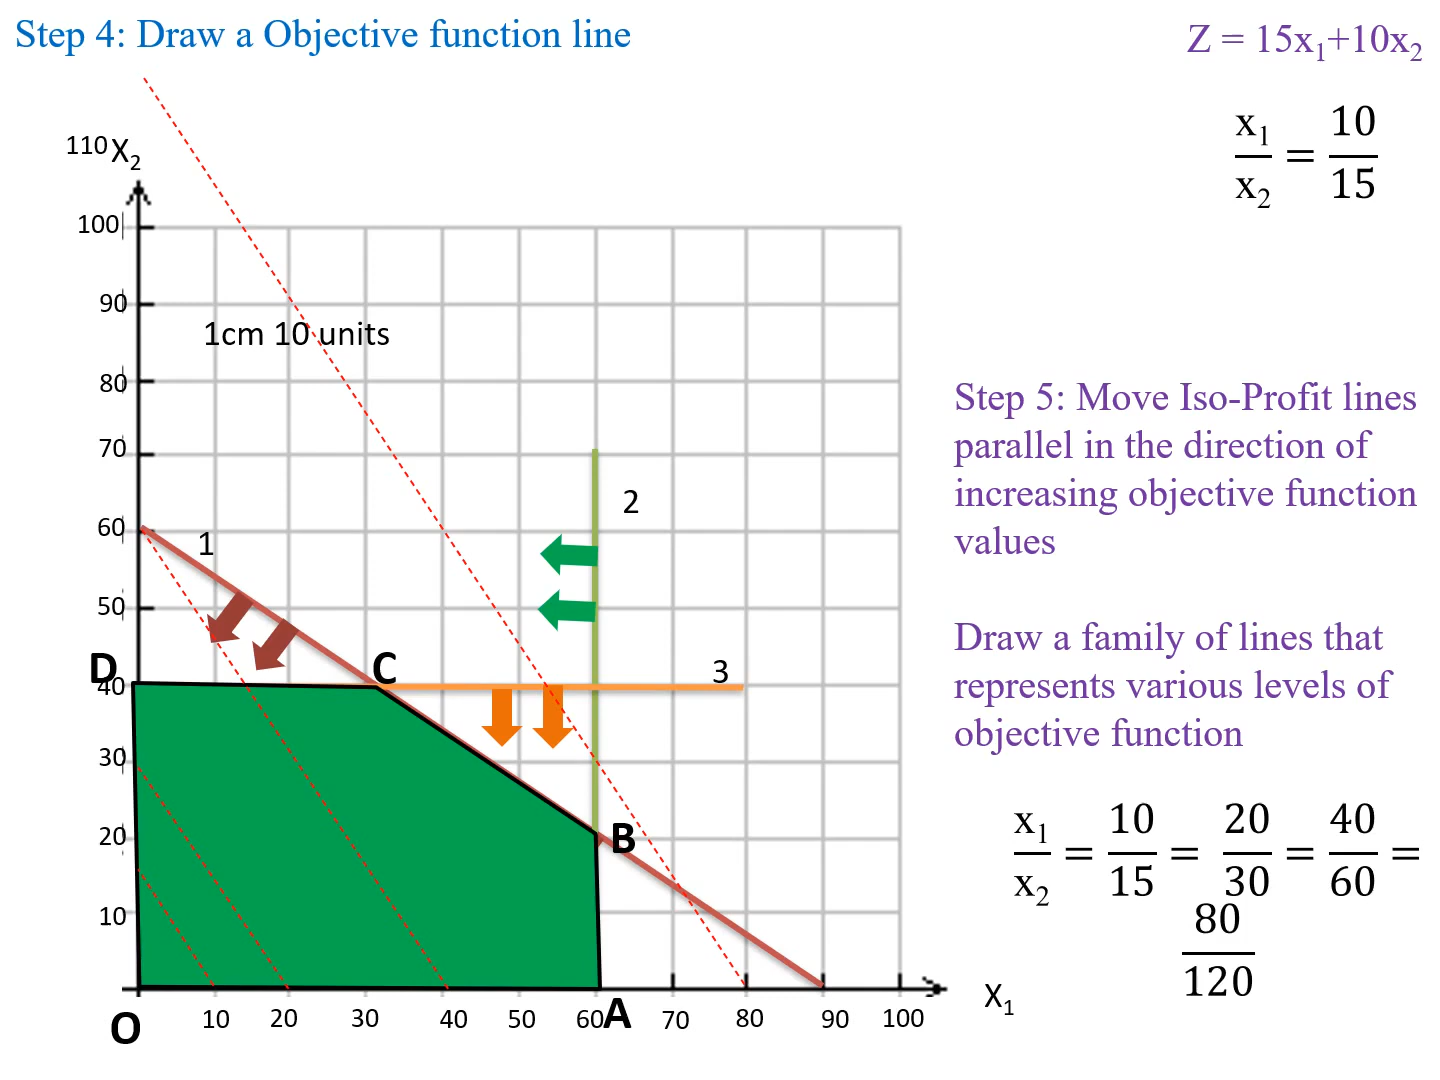 Step 4: Draw a Objective function line
Z = 15x₁+10x₂
x₁/x₂ = 10/15
110
X₂
100
90
1cm 10 units
80
70
60
50
40
30
20
10
1
2
3
D
C
B
A
O
10 20 30 40 50 60 70 80 90 100
X₁
Step 5: Move Iso-Profit lines
parallel in the direction of
increasing objective function
values
Draw a family of lines that
represents various levels of
objective function
x₁/x₂ = 10/15 = 20/30 = 40/60 =
80/120